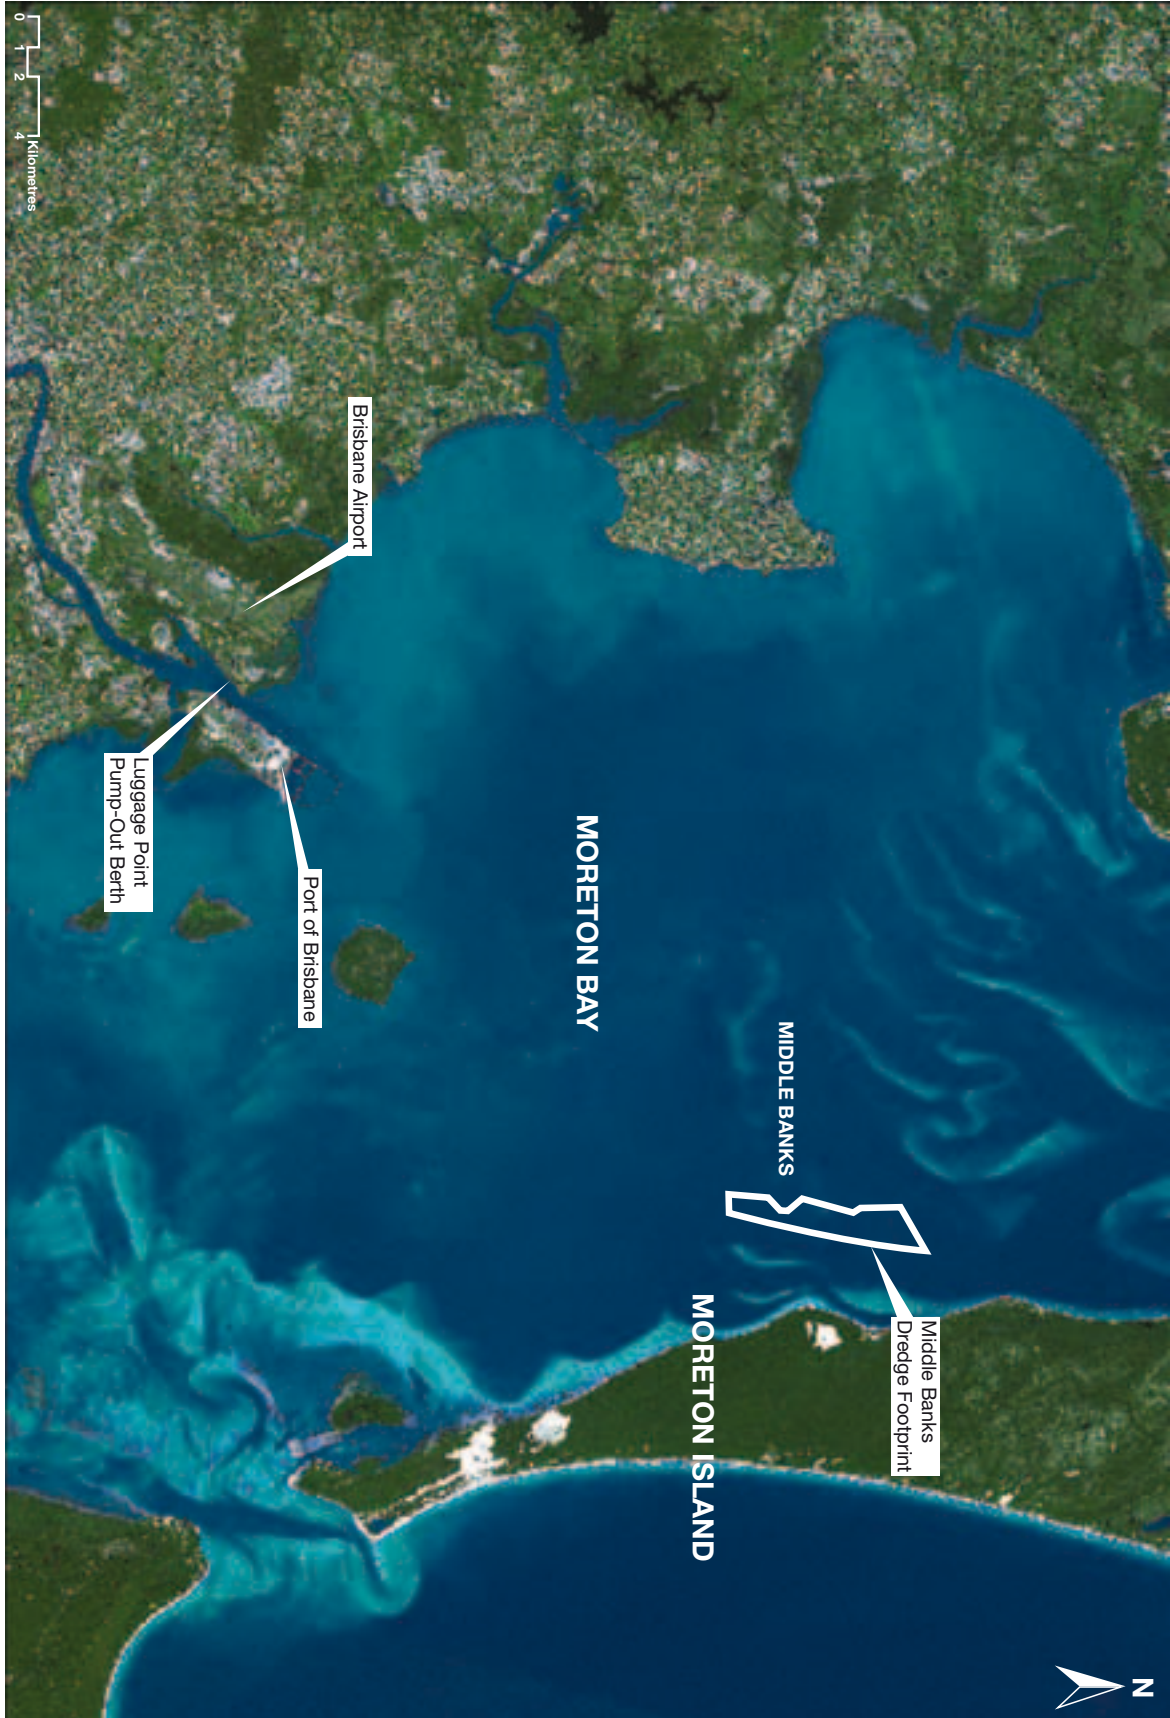 N
MORETON BAY
MIDDLE BANKS
Middle Banks
Dredge Footprint
MORETON ISLAND
Brisbane Airport
Port of Brisbane
Luggage Point
Pump-Out Berth
0 1 2 4
Kilometres